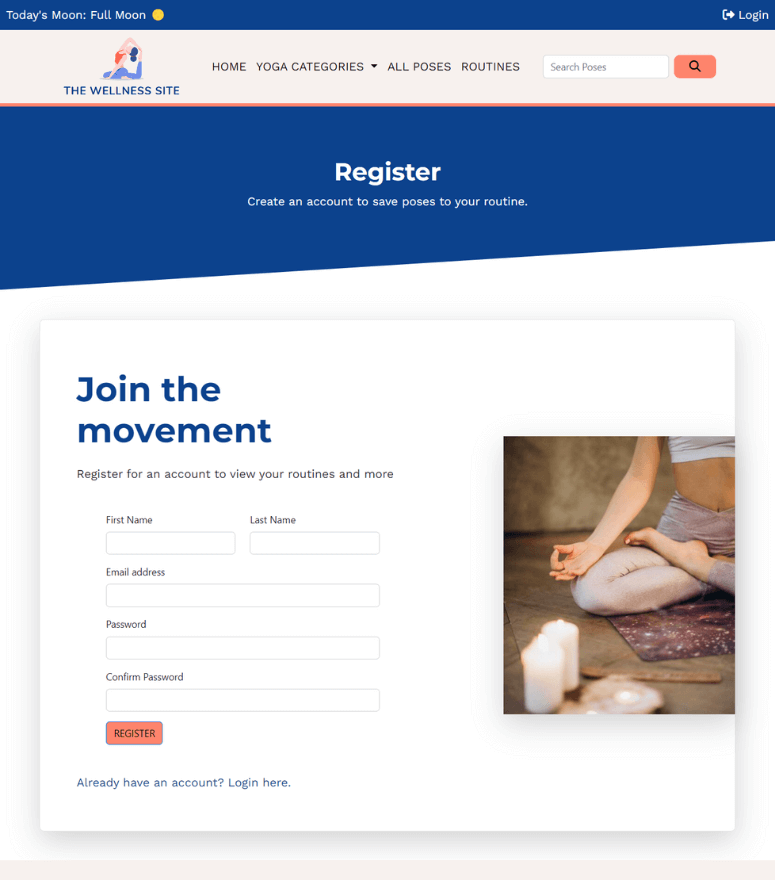 Today's Moon: Full Moon
Login
THE WELLNESS SITE
HOME YOGA CATEGORIES ALL POSES ROUTINES
Search Poses
Register
Create an account to save poses to your routine.
Join the
movement
Register for an account to view your routines and more
First Name Last Name
Email address
Password
Confirm Password
REGISTER
Already have an account? Login here.